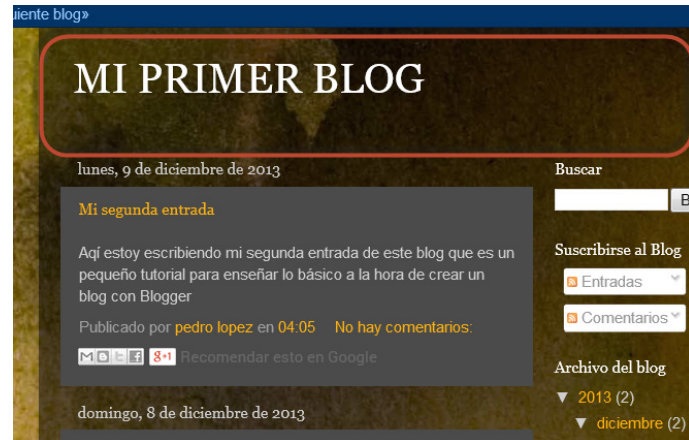 uiente blog»
MI PRIMER BLOG
lunes, 9 de diciembre de 2013
Mi segunda entrada
Aqí estoy escribiendo mi segunda entrada de este blog que es un
pequeño tutorial para enseñar lo básico a la hora de crear un
blog con Blogger
Publicado por pedro lopez en 04:05 No hay comentarios:
Recomendar esto en Google
domingo, 8 de diciembre de 2013
Buscar
B
Suscribirse al Blog
Entradas
Comentarios
Archivo del blog
▼ 2013 (2)
▼ diciembre (2)